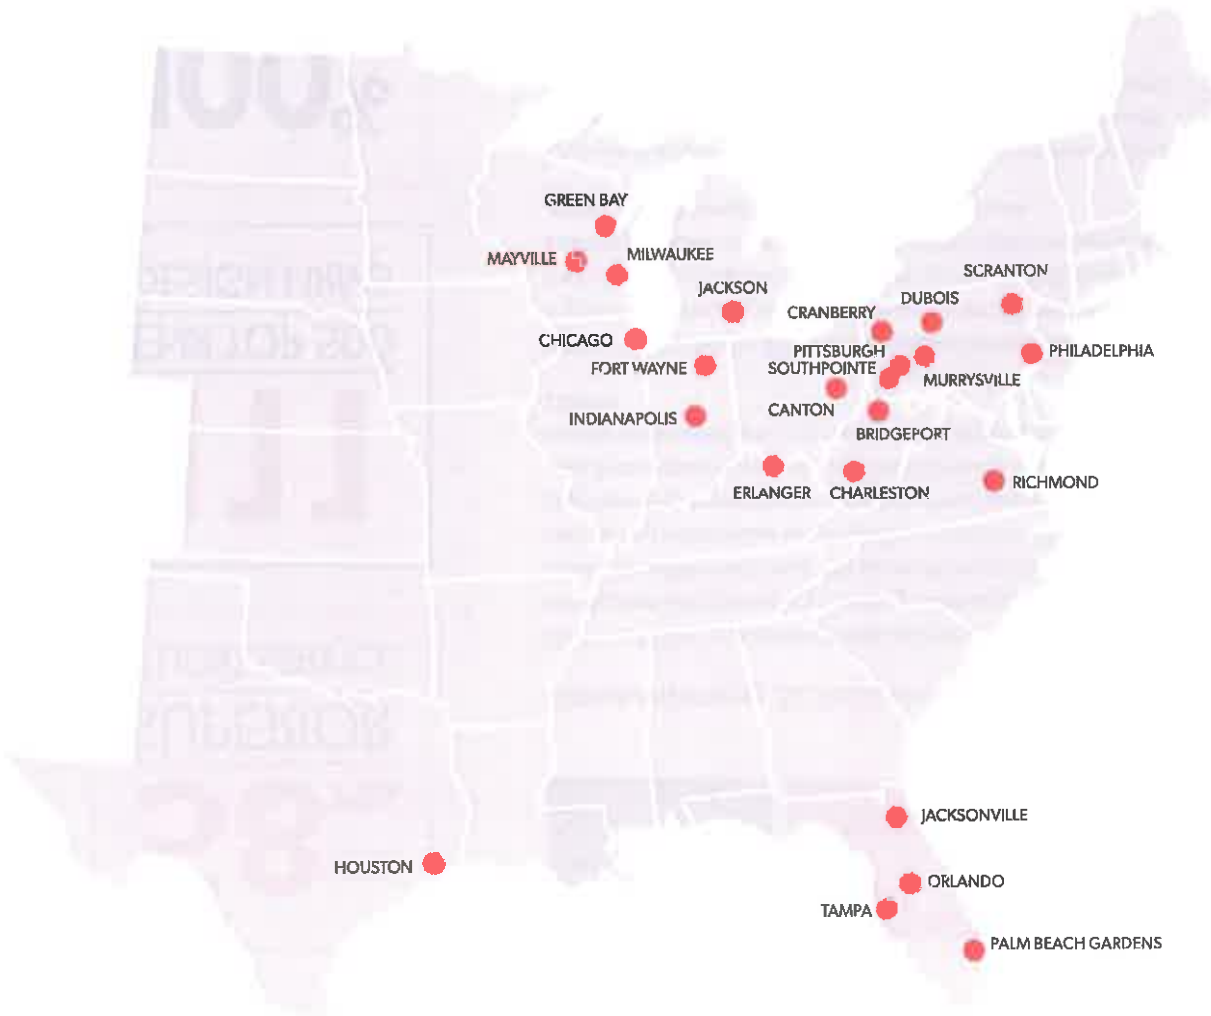 GREEN BAY
MAYVILLE
MILWAUKEE
JACKSON
SCRANTON
DUBOIS
CRANBERRY
CHICAGO
PITTSBURGH
PHILADELPHIA
FORT WAYNE
SOUTHPOINTE
MURRYSVILLE
CANTON
INDIANAPOLIS
BRIDGEPORT
ERLANGER
CHARLESTON
RICHMOND
JACKSONVILLE
HOUSTON
ORLANDO
TAMPA
PALM BEACH GARDENS